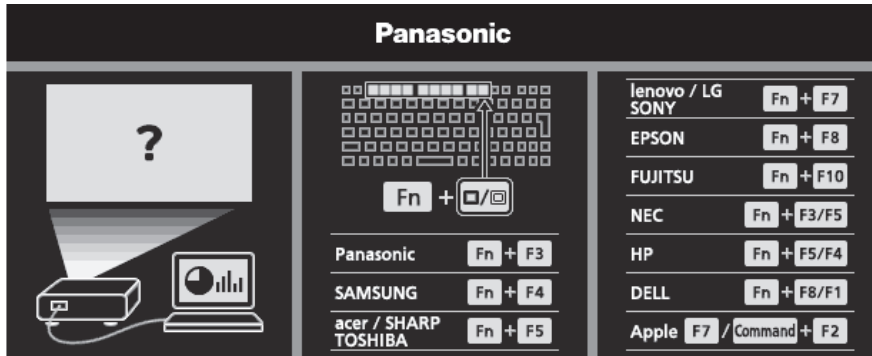 Panasonic
?
Fn + □/回
Panasonic Fn + F3
SAMSUNG Fn + F4
acer / SHARP
TOSHIBA Fn + F5
lenovo / LG
SONY Fn + F7
EPSON Fn + F8
FUJITSU Fn + F10
NEC Fn + F3/F5
HP Fn + F5/F4
DELL Fn + F8/F1
Apple F7 / Command + F2